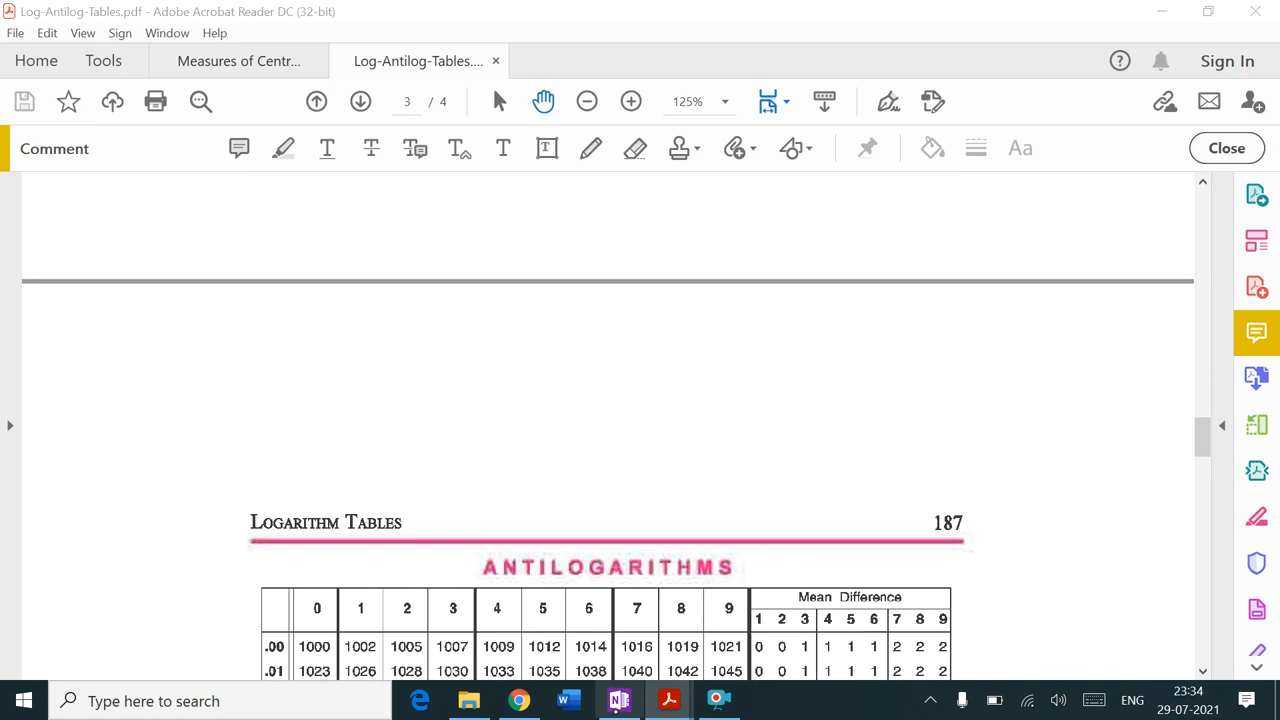 Log-Antilog-Tables.pdf - Adobe Acrobat Reader DC (32-bit)
File Edit View Sign Window Help
Home Tools Measures of Centr... Log-Antilog-Tables.... × Sign In
3 / 4 125%
Comment T T T T T T Aa Close
LOGARITHM TABLES 187
ANTILOGARITHMS
Mean Difference
0 1 2 3 4 5 6 7 8 9 1 2 3 4 5 6 7 8 9
.00 1000 1002 1005 1007 1009 1012 1014 1016 1019 1021 0 0 1 1 1 1 2 2 2
.01 1023 1026 1028 1030 1033 1035 1038 1040 1042 1045 0 0 1 1 1 1 2 2 2
Type here to search ENG 23:34
29-07-2021